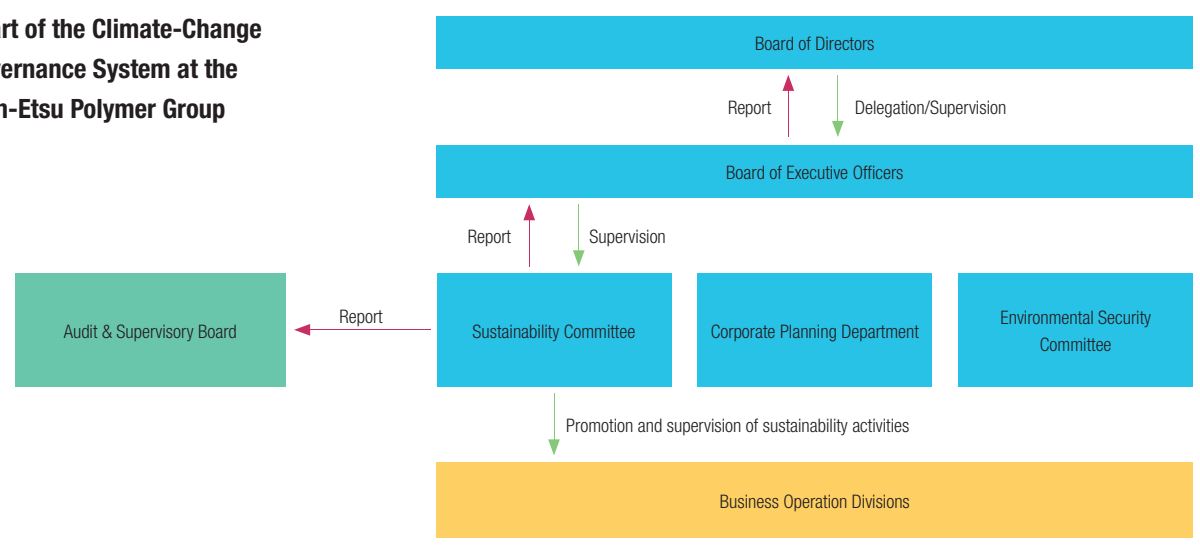 art of the Climate-Change
vernance System at the
n-Etsu Polymer Group
Board of Directors
Report
Delegation/Supervision
Board of Executive Officers
Report
Supervision
Audit & Supervisory Board
Report
Sustainability Committee
Corporate Planning Department
Environmental Security
Committee
Promotion and supervision of sustainability activities
Business Operation Divisions